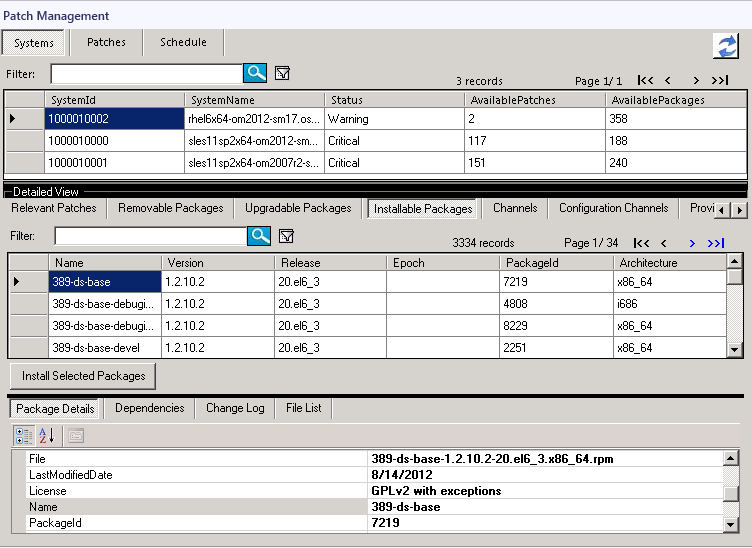 Patch Management
Systems Patches Schedule
Filter: 3 records Page 1/ 1 |<< < > >>|
SystemId SystemName Status AvailablePatches AvailablePackages
1000010002 rhel6x64-om2012-sm17.os... Warning 2 358
1000010000 sles11sp2x64-om2012-sm... Critical 117 188
1000010001 sles11sp2x64-om2007r2-s... Critical 151 240
Detailed View
Relevant Patches Removable Packages Upgradable Packages Installable Packages Channels Configuration Channels Provi
Filter: 3334 records Page 1/ 34 |<< < > >>|
Name Version Release Epoch PackageId Architecture
389-ds-base 1.2.10.2 20.el6_3 7219 x86_64
389-ds-base-debugi... 1.2.10.2 20.el6_3 4808 i686
389-ds-base-debugi... 1.2.10.2 20.el6_3 8229 x86_64
389-ds-base-devel 1.2.10.2 20.el6_3 2251 x86_64
Install Selected Packages
Package Details Dependencies Change Log File List
A
Z
File 389-ds-base-1.2.10.2-20.el6_3.x86_64.rpm
LastModifiedDate 8/14/2012
License GPLv2 with exceptions
Name 389-ds-base
PackageId 7219